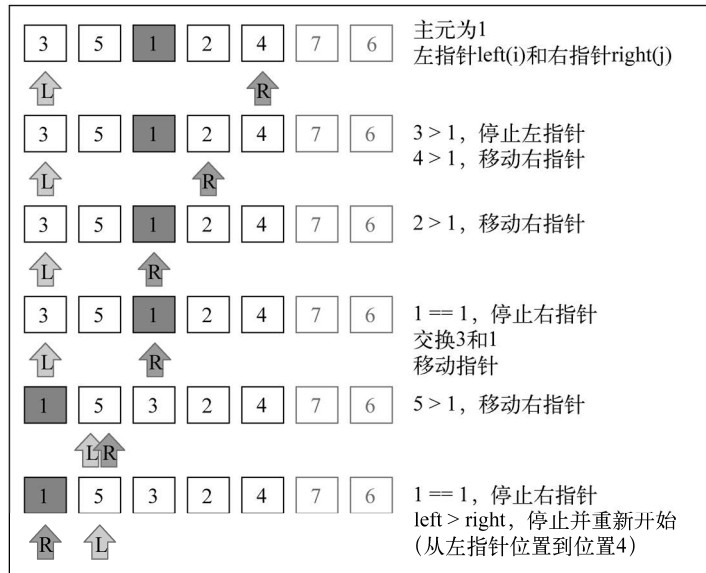 3 5 1 2 4 7 6
主元为1
左指针left(i)和右指针right(j)
L R
3 5 1 2 4 7 6
3 > 1，停止左指针
4 > 1，移动右指针
L R
3 5 1 2 4 7 6
2 > 1，移动右指针
L R
3 5 1 2 4 7 6
1 == 1，停止右指针
交换3和1
移动指针
L R
1 5 3 2 4 7 6
5 > 1，移动右指针
L R
1 5 3 2 4 7 6
1 == 1，停止右指针
left > right，停止并重新开始
（从左指针位置到位置4）
R L